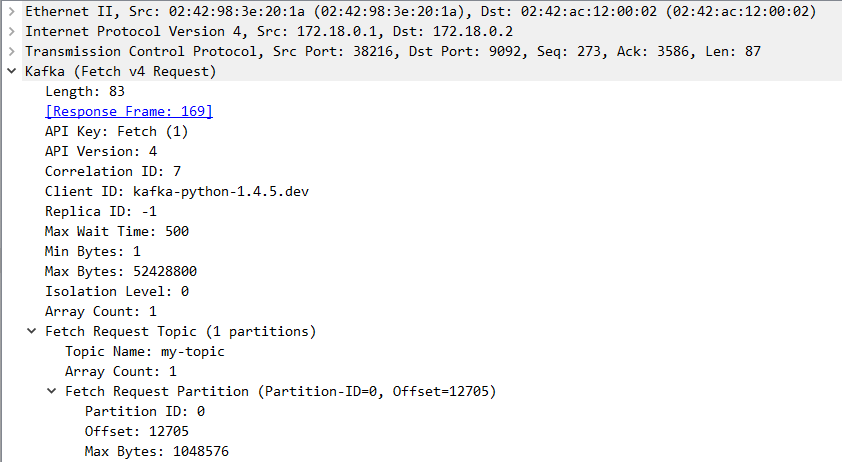 Ethernet II, Src: 02:42:98:3e:20:1a (02:42:98:3e:20:1a), Dst: 02:42:ac:12:00:02 (02:42:ac:12:00:02)
Internet Protocol Version 4, Src: 172.18.0.1, Dst: 172.18.0.2
Transmission Control Protocol, Src Port: 38216, Dst Port: 9092, Seq: 273, Ack: 3586, Len: 87
Kafka (Fetch v4 Request)
Length: 83
[Response Frame: 169]
API Key: Fetch (1)
API Version: 4
Correlation ID: 7
Client ID: kafka-python-1.4.5.dev
Replica ID: -1
Max Wait Time: 500
Min Bytes: 1
Max Bytes: 52428800
Isolation Level: 0
Array Count: 1
Fetch Request Topic (1 partitions)
Topic Name: my-topic
Array Count: 1
Fetch Request Partition (Partition-ID=0, Offset=12705)
Partition ID: 0
Offset: 12705
Max Bytes: 1048576